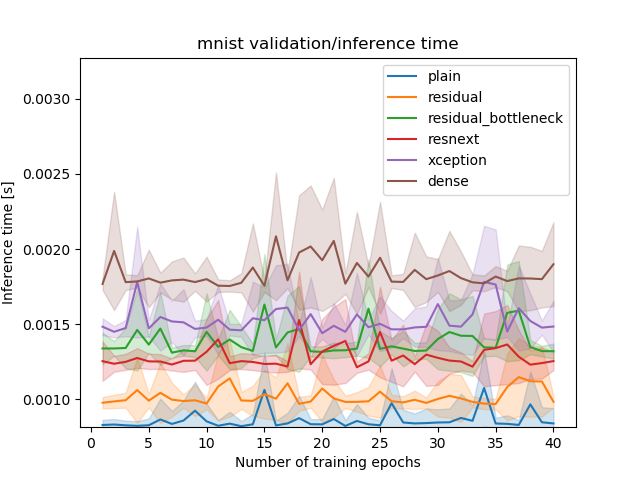 mnist validation/inference time
Inference time [s]
0.0030
0.0025
0.0020
0.0015
0.0010
plain
residual
residual_bottleneck
resnext
xception
dense
0 5 10 15 20 25 30 35 40
Number of training epochs